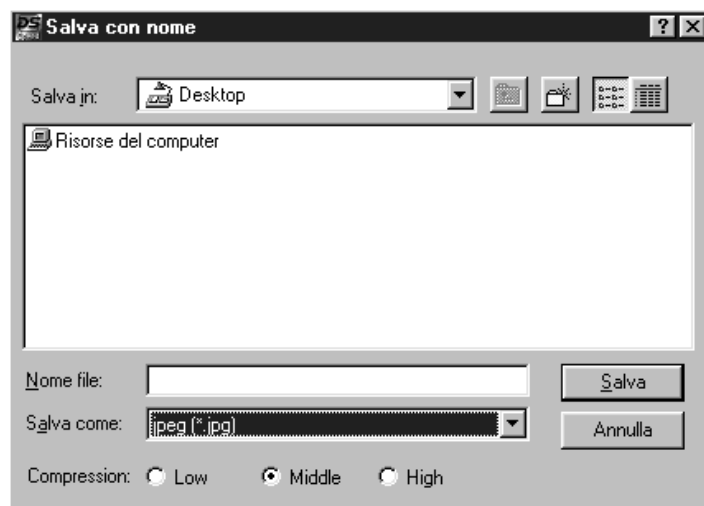 Salva con nome
Salva in: Desktop
Risorse del computer
Nome file:
Salva
Salva come: jpeg (*.jpg)
Annulla
Compression: Low Middle High